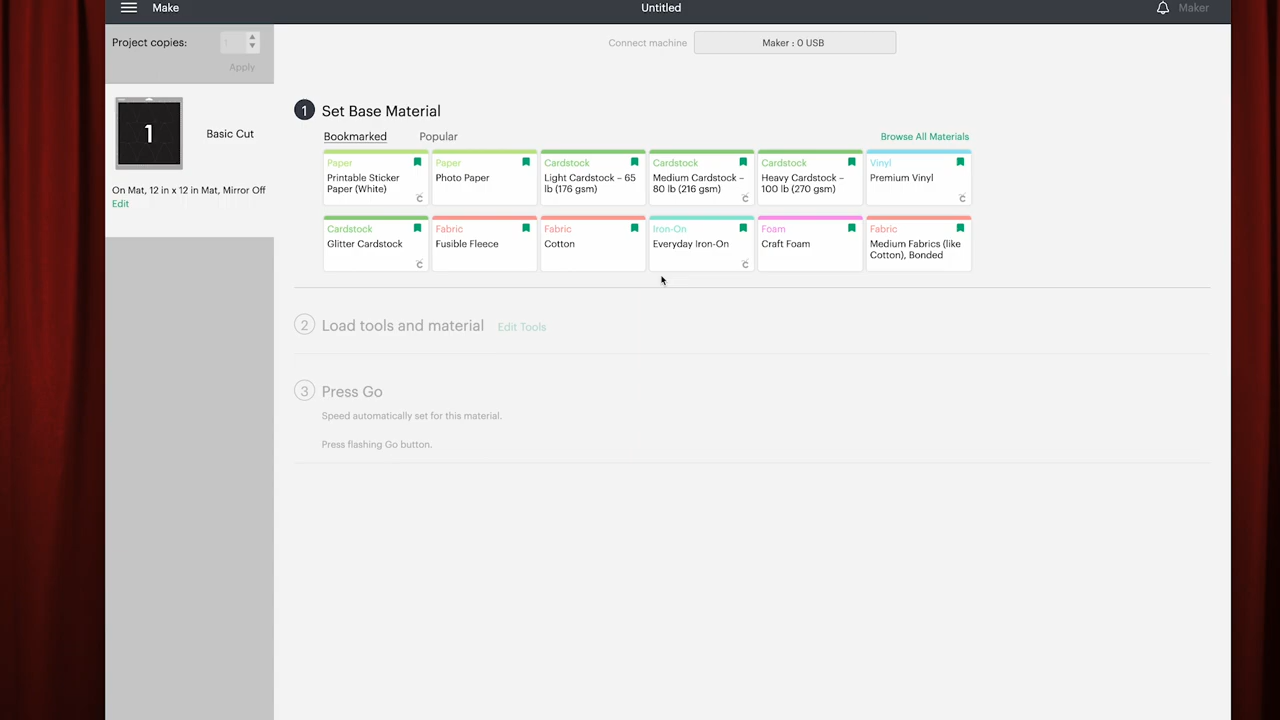 Make
Untitled
Maker
Project copies:
1
Apply
Connect machine
Maker : 0 USB
1
Basic Cut
On Mat, 12 in x 12 in Mat, Mirror Off
Edit
1 Set Base Material
Bookmarked
Popular
Browse All Materials
Paper
Printable Sticker
Paper (White)
C
Paper
Photo Paper
Cardstock
Light Cardstock – 65
lb (176 gsm)
Cardstock
Medium Cardstock –
80 lb (216 gsm)
C
Cardstock
Heavy Cardstock –
100 lb (270 gsm)
Vinyl
Premium Vinyl
C
Cardstock
Glitter Cardstock
C
Fabric
Fusible Fleece
Fabric
Cotton
Iron-On
Everyday Iron-On
C
Foam
Craft Foam
Fabric
Medium Fabrics (like
Cotton), Bonded
2 Load tools and material Edit Tools
3 Press Go
Speed automatically set for this material.
Press flashing Go button.